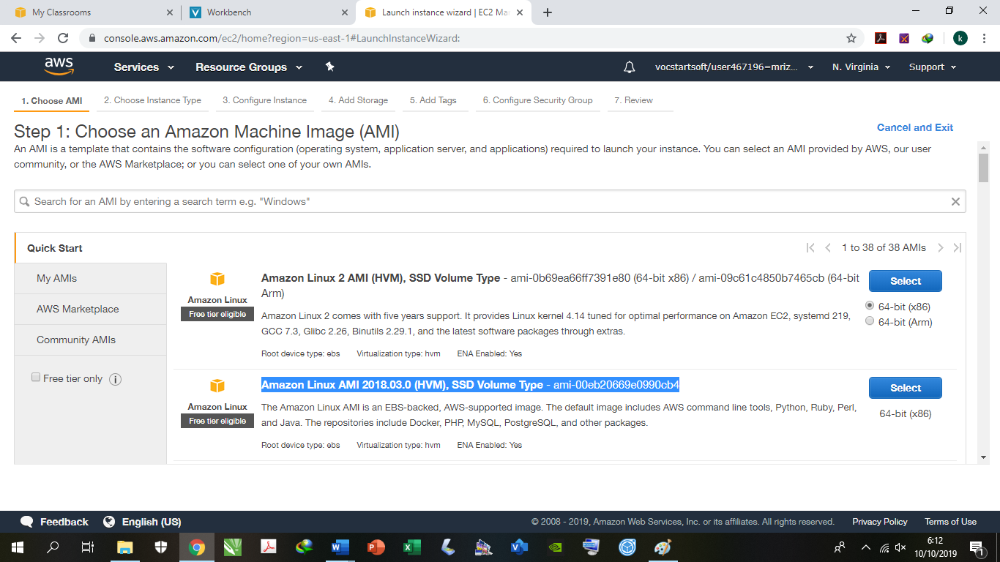 My Classrooms
Workbench
Launch instance wizard | EC2 Ma
console.aws.amazon.com/ec2/home?region=us-east-1#LaunchInstanceWizard:
k
aws
Services
Resource Groups
vocstartsoft/user467196=mriz...
N. Virginia
Support
1. Choose AMI
2. Choose Instance Type
3. Configure Instance
4. Add Storage
5. Add Tags
6. Configure Security Group
7. Review
Step 1: Choose an Amazon Machine Image (AMI)
Cancel and Exit
An AMI is a template that contains the software configuration (operating system, application server, and applications) required to launch your instance. You can select an AMI provided by AWS, our user
community, or the AWS Marketplace; or you can select one of your own AMIs.
Search for an AMI by entering a search term e.g. "Windows"
Quick Start
My AMIs
AWS Marketplace
Community AMIs
Free tier only
1 to 38 of 38 AMIs
Amazon Linux
Free tier eligible
Amazon Linux 2 AMI (HVM), SSD Volume Type - ami-0b69ea66ff7391e80 (64-bit x86) / ami-09c61c4850b7465cb (64-bit
Arm)
Amazon Linux 2 comes with five years support. It provides Linux kernel 4.14 tuned for optimal performance on Amazon EC2, systemd 219,
GCC 7.3, Glibc 2.26, Binutils 2.29.1, and the latest software packages through extras.
Root device type: ebs Virtualization type: hvm ENA Enabled: Yes
Select
64-bit (x86)
64-bit (Arm)
Amazon Linux
Free tier eligible
Amazon Linux AMI 2018.03.0 (HVM), SSD Volume Type - ami-00eb20669e0990cb4
The Amazon Linux AMI is an EBS-backed, AWS-supported image. The default image includes AWS command line tools, Python, Ruby, Perl,
and Java. The repositories include Docker, PHP, MySQL, PostgreSQL, and other packages.
Root device type: ebs Virtualization type: hvm ENA Enabled: Yes
Select
64-bit (x86)
Feedback
English (US)
© 2008 - 2019, Amazon Web Services, Inc. or its affiliates. All rights reserved.
Privacy Policy
Terms of Use
6:12
10/10/2019
1